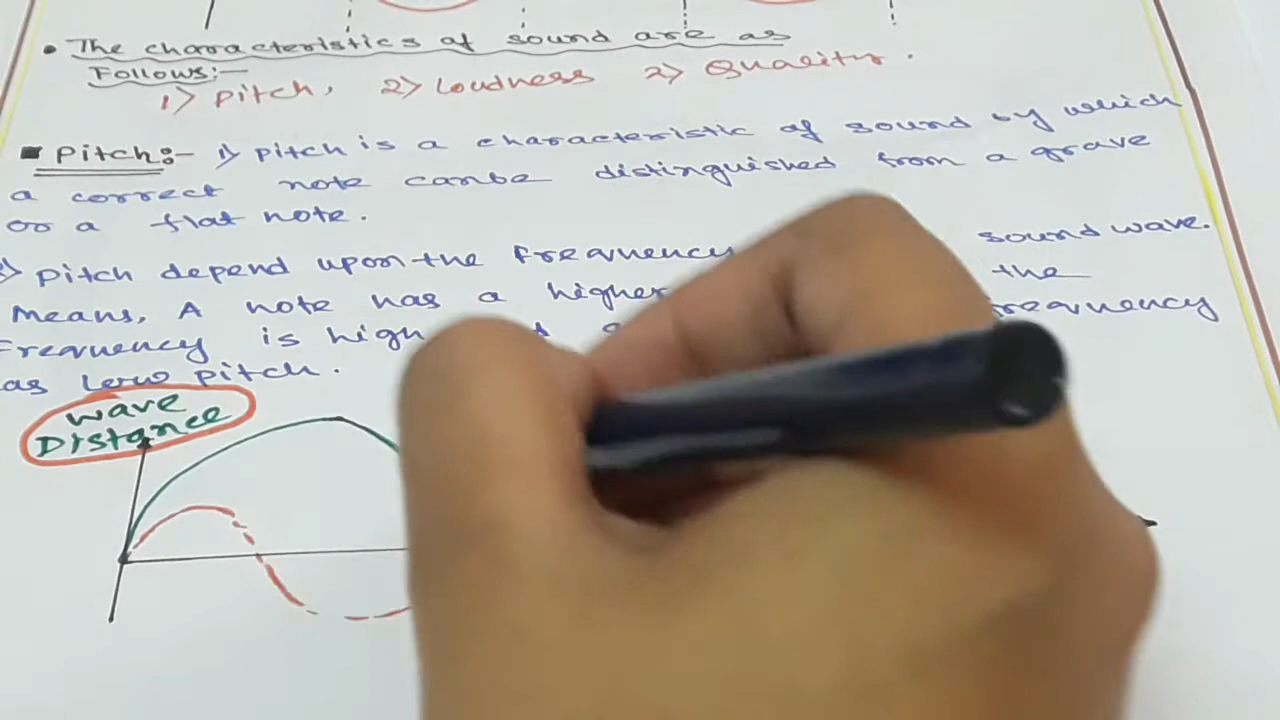 • The characteristics of sound are as
Follows:-
1) Pitch, 2) Loudness 2) Quality.
▪ Pitch:- 1) Pitch is a characteristic of sound by which
a correct note canbe distinguished from a grave
or a flat note.
Pitch depend upon the Frequency sound wave.
Means, A note has a higher the
Frequency is high Frequency
as low Pitch.
Wave
Distance